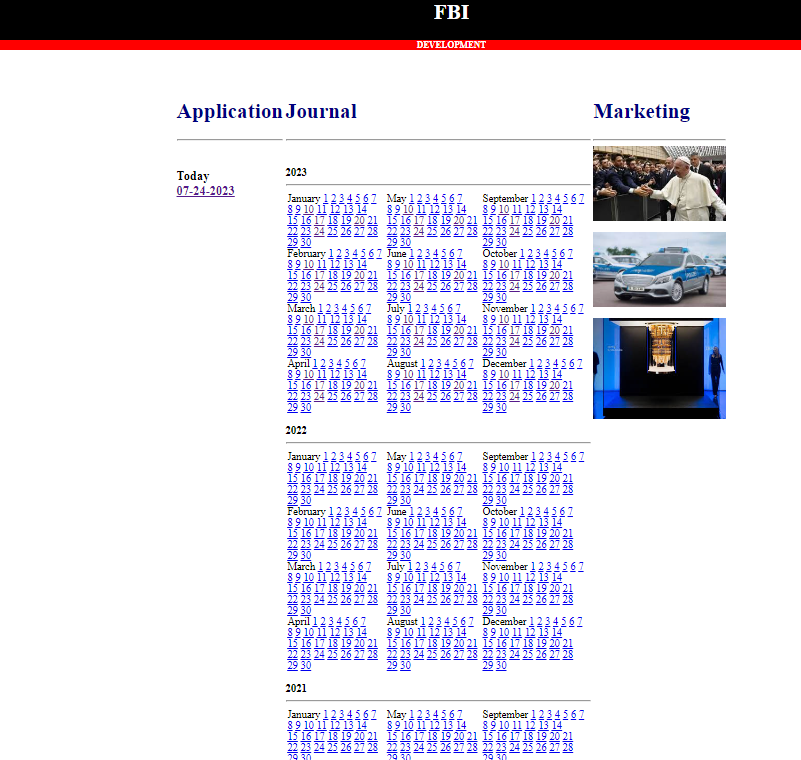 FBI
DEVELOPMENT
Application
Journal
Marketing
Today
07-24-2023
2023
January 1 2 3 4 5 6 7
8 9 10 11 12 13 14
15 16 17 18 19 20 21
22 23 24 25 26 27 28
29 30
February 1 2 3 4 5 6 7
8 9 10 11 12 13 14
15 16 17 18 19 20 21
22 23 24 25 26 27 28
29 30
March 1 2 3 4 5 6 7
8 9 10 11 12 13 14
15 16 17 18 19 20 21
22 23 24 25 26 27 28
29 30
April 1 2 3 4 5 6 7
8 9 10 11 12 13 14
15 16 17 18 19 20 21
22 23 24 25 26 27 28
29 30
May 1 2 3 4 5 6 7
8 9 10 11 12 13 14
15 16 17 18 19 20 21
22 23 24 25 26 27 28
29 30
June 1 2 3 4 5 6 7
8 9 10 11 12 13 14
15 16 17 18 19 20 21
22 23 24 25 26 27 28
29 30
July 1 2 3 4 5 6 7
8 9 10 11 12 13 14
15 16 17 18 19 20 21
22 23 24 25 26 27 28
29 30
August 1 2 3 4 5 6 7
8 9 10 11 12 13 14
15 16 17 18 19 20 21
22 23 24 25 26 27 28
29 30
September 1 2 3 4 5 6 7
8 9 10 11 12 13 14
15 16 17 18 19 20 21
22 23 24 25 26 27 28
29 30
October 1 2 3 4 5 6 7
8 9 10 11 12 13 14
15 16 17 18 19 20 21
22 23 24 25 26 27 28
29 30
November 1 2 3 4 5 6 7
8 9 10 11 12 13 14
15 16 17 18 19 20 21
22 23 24 25 26 27 28
29 30
December 1 2 3 4 5 6 7
8 9 10 11 12 13 14
15 16 17 18 19 20 21
22 23 24 25 26 27 28
29 30
2022
January 1 2 3 4 5 6 7
8 9 10 11 12 13 14
15 16 17 18 19 20 21
22 23 24 25 26 27 28
29 30
February 1 2 3 4 5 6 7
8 9 10 11 12 13 14
15 16 17 18 19 20 21
22 23 24 25 26 27 28
29 30
March 1 2 3 4 5 6 7
8 9 10 11 12 13 14
15 16 17 18 19 20 21
22 23 24 25 26 27 28
29 30
April 1 2 3 4 5 6 7
8 9 10 11 12 13 14
15 16 17 18 19 20 21
22 23 24 25 26 27 28
29 30
May 1 2 3 4 5 6 7
8 9 10 11 12 13 14
15 16 17 18 19 20 21
22 23 24 25 26 27 28
29 30
June 1 2 3 4 5 6 7
8 9 10 11 12 13 14
15 16 17 18 19 20 21
22 23 24 25 26 27 28
29 30
July 1 2 3 4 5 6 7
8 9 10 11 12 13 14
15 16 17 18 19 20 21
22 23 24 25 26 27 28
29 30
August 1 2 3 4 5 6 7
8 9 10 11 12 13 14
15 16 17 18 19 20 21
22 23 24 25 26 27 28
29 30
September 1 2 3 4 5 6 7
8 9 10 11 12 13 14
15 16 17 18 19 20 21
22 23 24 25 26 27 28
29 30
October 1 2 3 4 5 6 7
8 9 10 11 12 13 14
15 16 17 18 19 20 21
22 23 24 25 26 27 28
29 30
November 1 2 3 4 5 6 7
8 9 10 11 12 13 14
15 16 17 18 19 20 21
22 23 24 25 26 27 28
29 30
December 1 2 3 4 5 6 7
8 9 10 11 12 13 14
15 16 17 18 19 20 21
22 23 24 25 26 27 28
29 30
2021
January 1 2 3 4 5 6 7
8 9 10 11 12 13 14
15 16 17 18 19 20 21
22 23 24 25 26 27 28
29 30
May 1 2 3 4 5 6 7
8 9 10 11 12 13 14
15 16 17 18 19 20 21
22 23 24 25 26 27 28
29 30
September 1 2 3 4 5 6 7
8 9 10 11 12 13 14
15 16 17 18 19 20 21
22 23 24 25 26 27 28
29 30